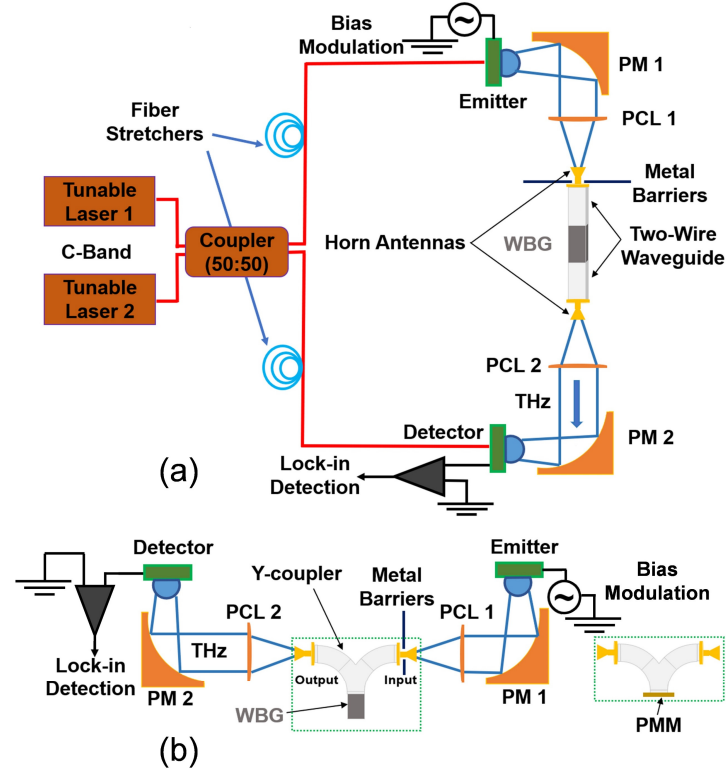 Bias
Modulation
Emitter
PM 1
PCL 1
Fiber
Stretchers
Metal
Barriers
Tunable
Laser 1
C-Band
Coupler
(50:50)
Horn Antennas
WBG
Two-Wire
Waveguide
Tunable
Laser 2
PCL 2
THz
Detector
PM 2
Lock-in
Detection
(a)
Detector
Y-coupler
Metal
Barriers
Emitter
Bias
Modulation
PCL 2
PCL 1
THz
Lock-in
Detection
PM 2
Output
Input
WBG
PM 1
PMM
(b)